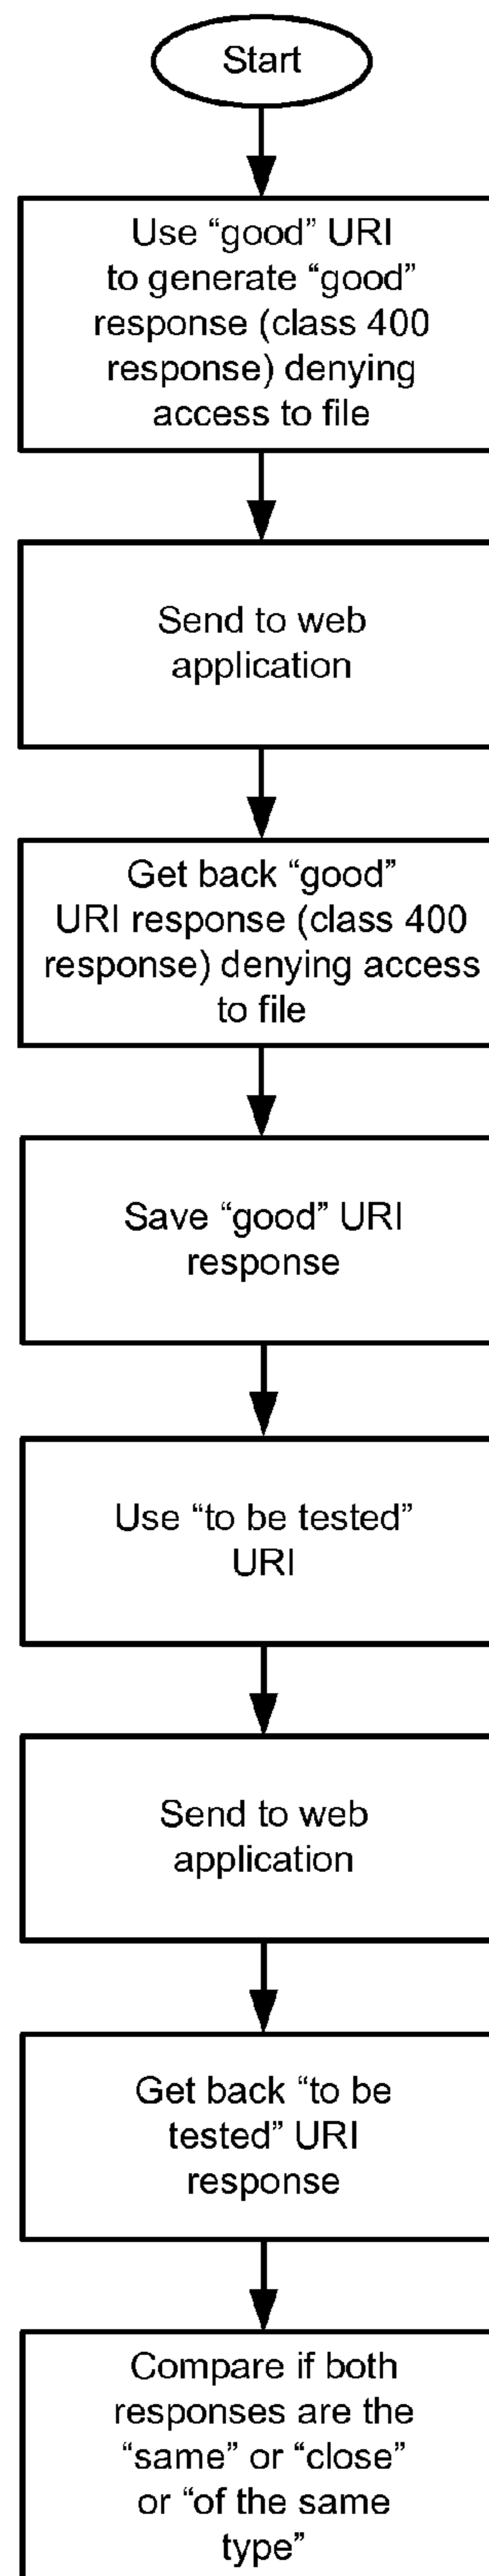 Start
Use “good” URI
to generate “good”
response (class 400
response) denying
access to file
Send to web
application
Get back “good”
URI response (class 400
response) denying access
to file
Save “good” URI
response
Use “to be tested”
URI
Send to web
application
Get back “to be
tested” URI
response
Compare if both
responses are the
“same” or “close”
or “of the same
type”